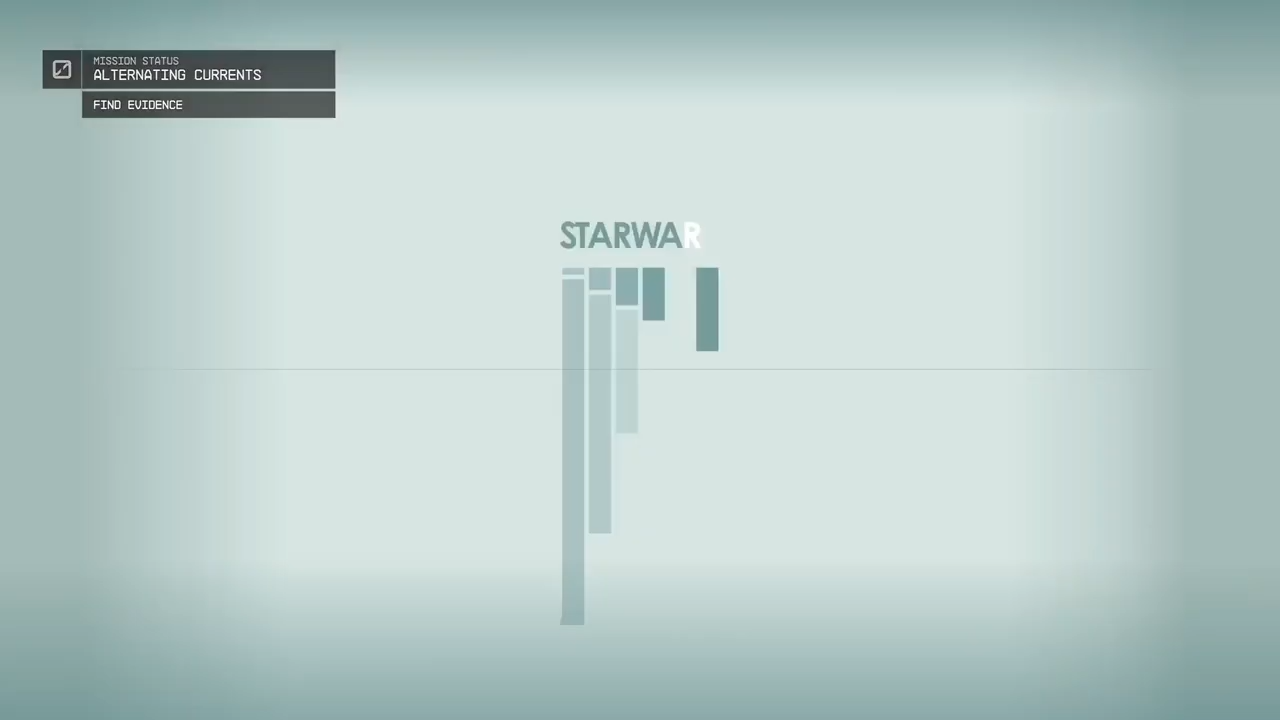 MISSION STATUS
ALTERNATING CURRENTS
FIND EVIDENCE
STARWAR